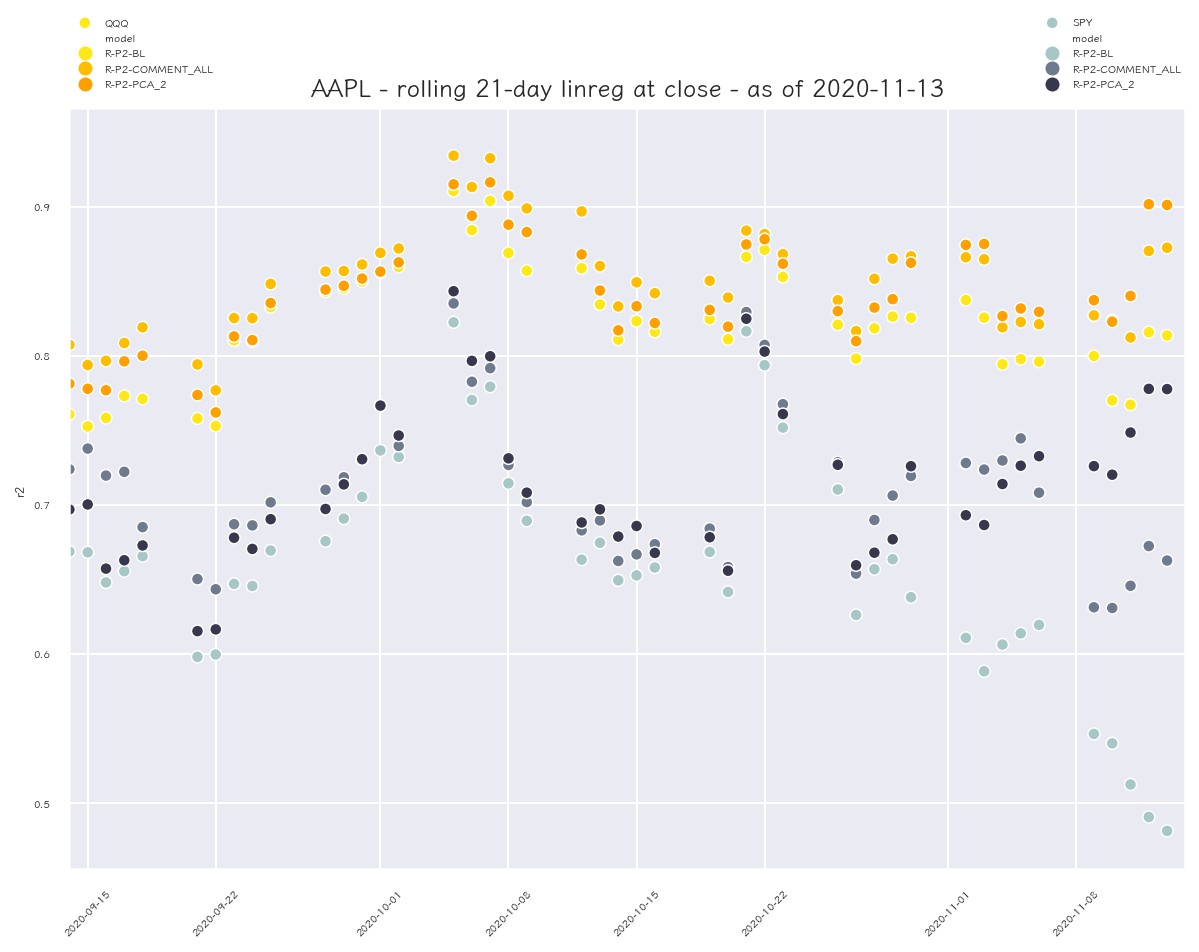 QQQ
model
R-P2-BL
R-P2-COMMENT_ALL
R-P2-PCA_2
SPY
model
R-P2-BL
R-P2-COMMENT_ALL
R-P2-PCA_2
AAPL - rolling 21-day linreg at close - as of 2020-11-13
0.9
0.8
0.7
0.6
0.5
r2
2020-09-15
2020-09-22
2020-10-01
2020-10-08
2020-10-15
2020-10-22
2020-11-01
2020-11-08